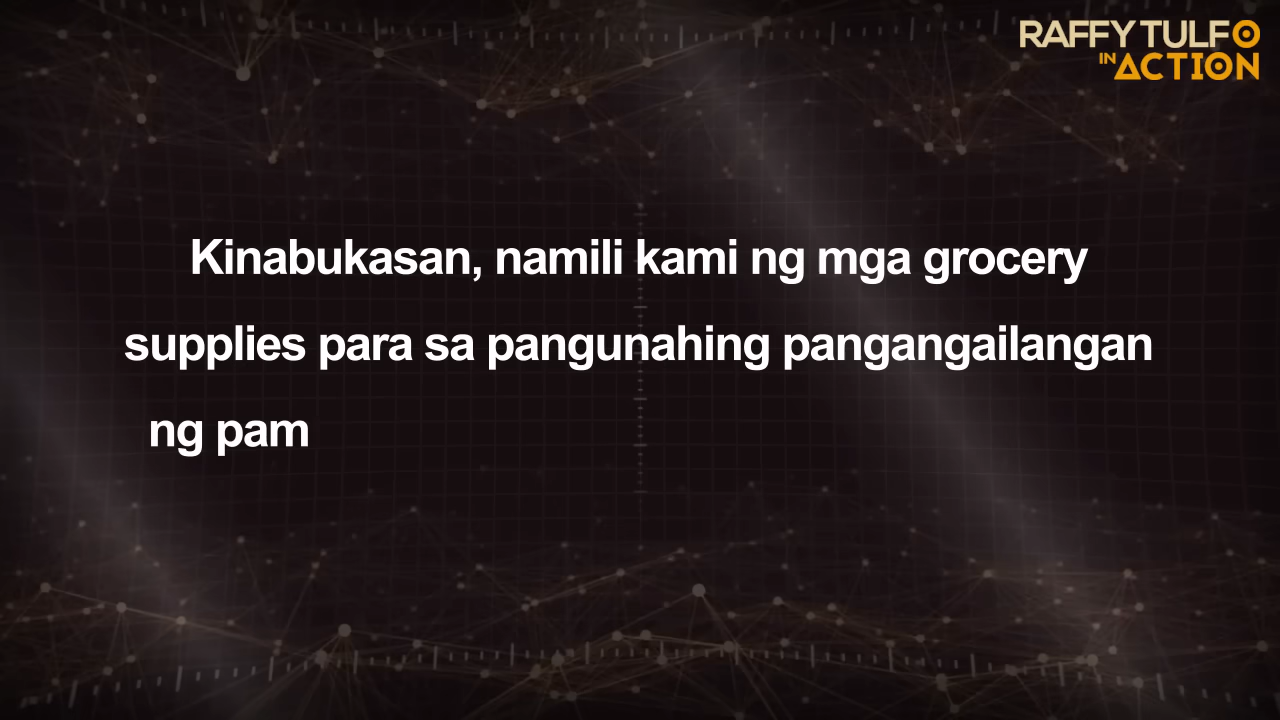 RAFFY TULFO
IN ACTION
Kinabukasan, namili kami ng mga grocery
supplies para sa pangunahing pangangailangan
ng pam